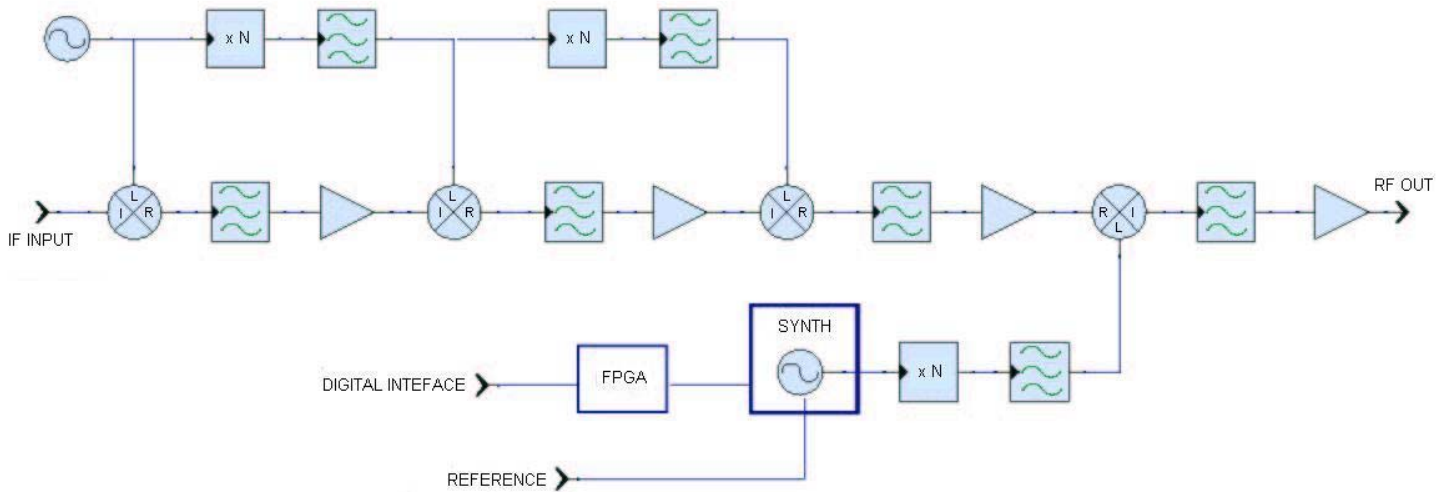 x N
x N
L
I R
L
I R
L
I R
R I
L
RF OUT
IF INPUT
SYNTH
x N
DIGITAL INTEFACE
FPGA
REFERENCE